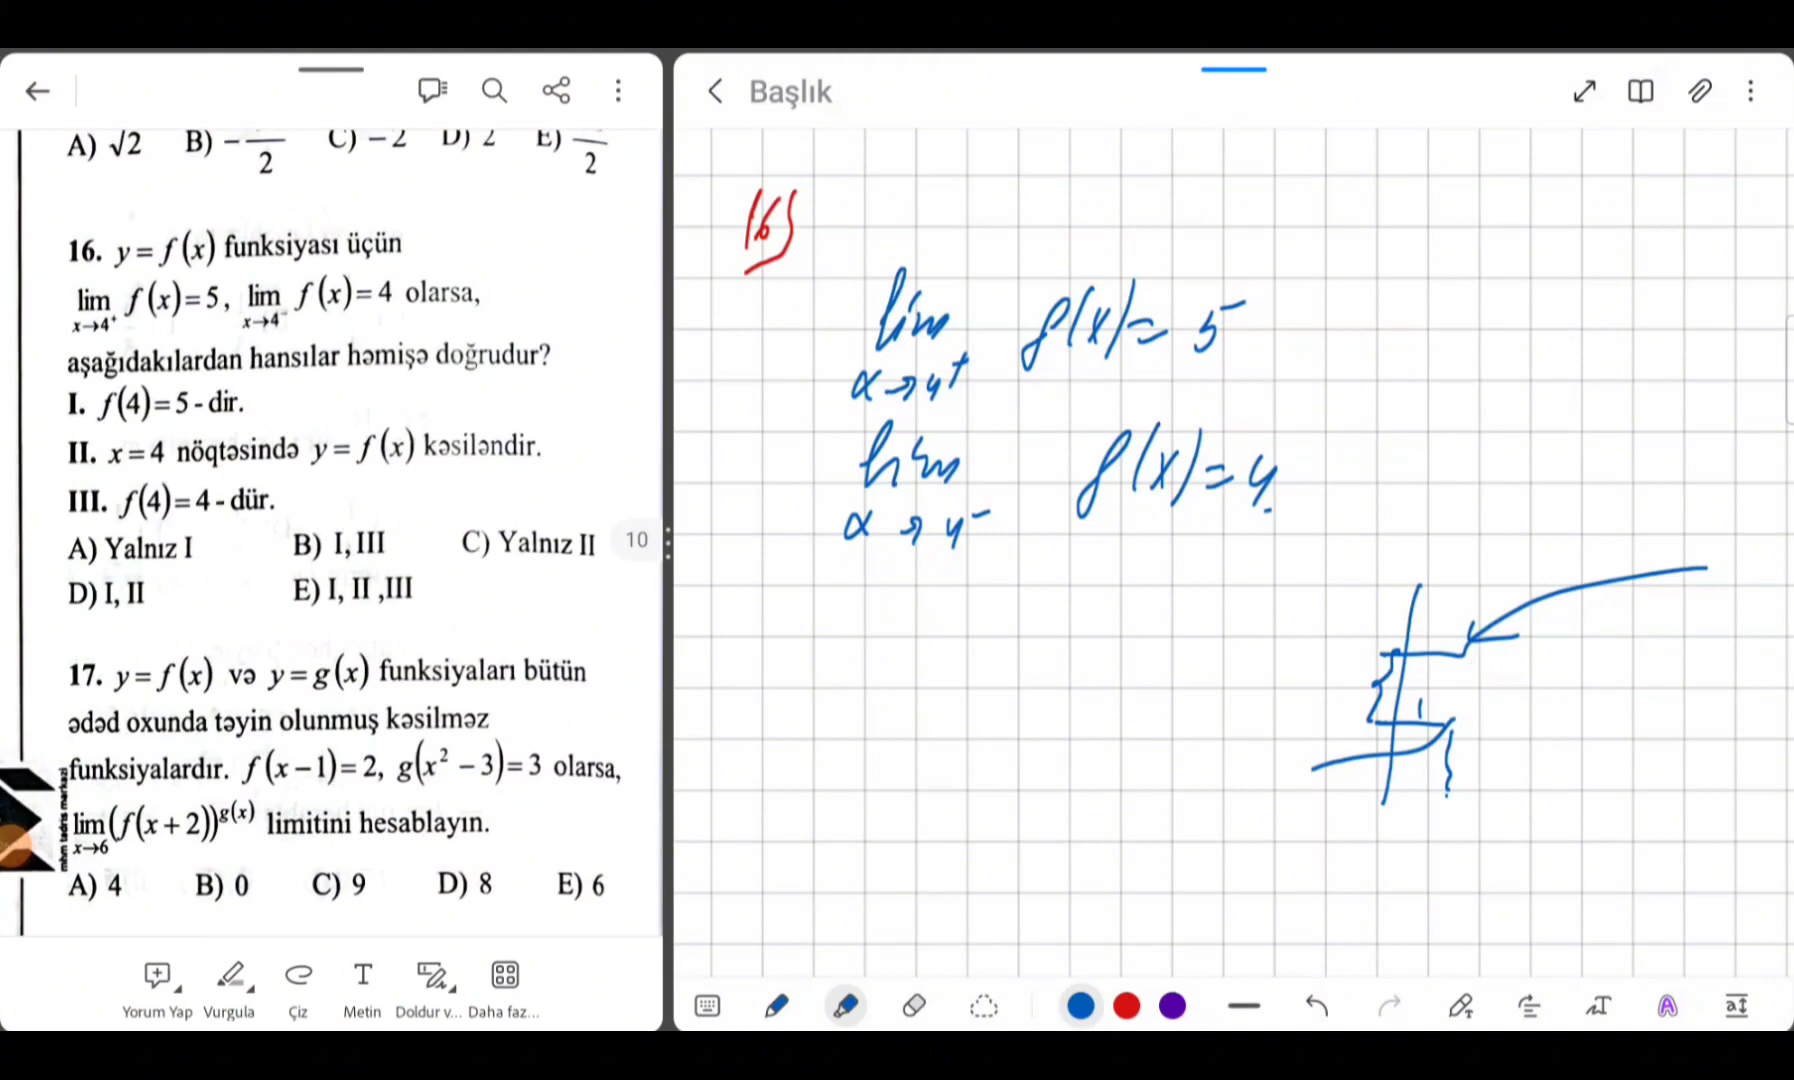 Başlık
A) √2 B) − — 2 C) − 2 D) 2 E) — 2
16. y = f(x) funksiyası üçün
lim x→4⁺ f(x)=5, lim x→4⁻ f(x)=4 olarsa,
aşağıdakılardan hansılar həmişə doğrudur?
I. f(4)=5 - dir.
II. x=4 nöqtəsində y=f(x) kəsiləndir.
III. f(4)=4 - dür.
A) Yalnız I B) I, III C) Yalnız II
D) I, II E) I, II ,III
10
17. y=f(x) və y=g(x) funksiyaları bütün
ədəd oxunda təyin olunmuş kəsilməz
funksiyalardır. f(x−1)=2, g(x²−3)=3 olarsa,
lim x→6 (f(x+2))^g(x) limitini hesablayın.
A) 4 B) 0 C) 9 D) 8 E) 6
mhm tədris mərkəzi
Yorum Yap Vurgula Çiz Metin Doldur v... Daha faz...
16)
lim x→4⁺ f(x)=5
lim x→4⁻ f(x)=4